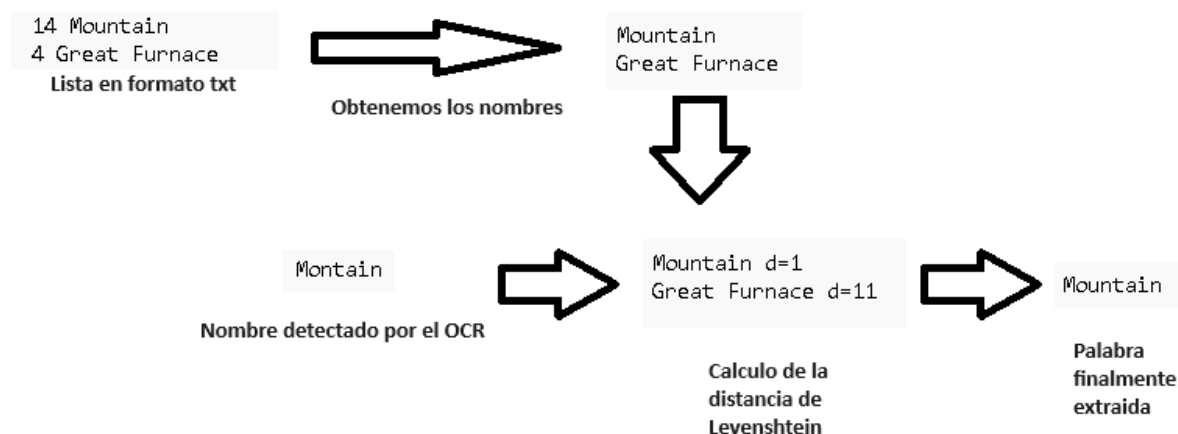 14 Mountain
4 Great Furnace
Lista en formato txt
Obtenemos los nombres
Mountain
Great Furnace
Montain
Nombre detectado por el OCR
Mountain d=1
Great Furnace d=11
Calculo de la
distancia de
Levenshtein
Mountain
Palabra
finalmente
extraida